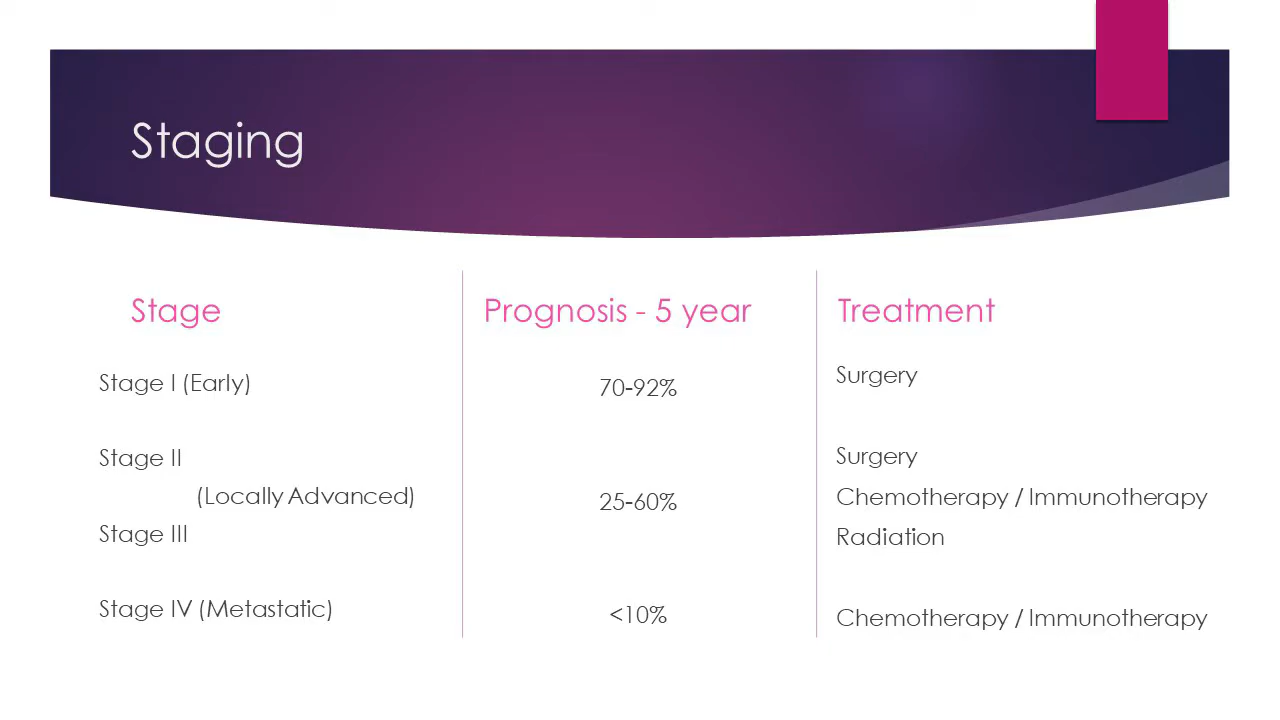 Staging
Stage
Stage I (Early)
Stage II
(Locally Advanced)
Stage III
Stage IV (Metastatic)
Prognosis - 5 year
70-92%
25-60%
<10%
Treatment
Surgery
Surgery
Chemotherapy / Immunotherapy
Radiation
Chemotherapy / Immunotherapy